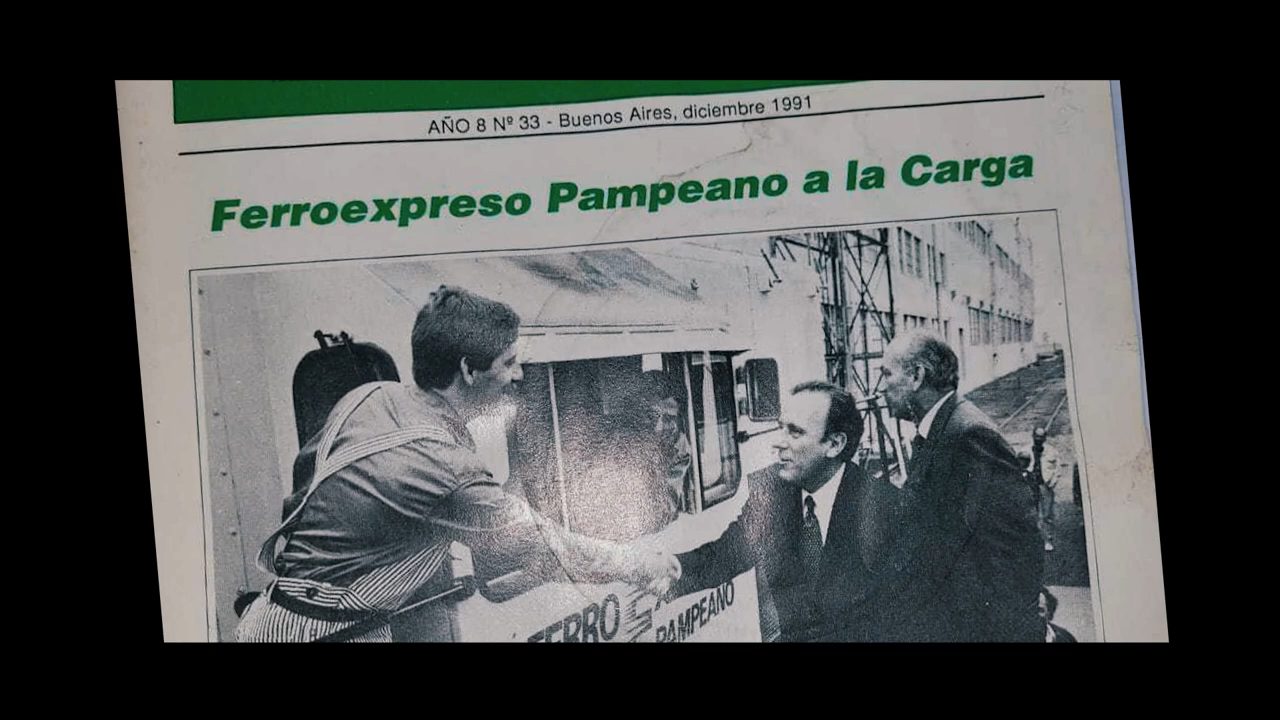 AÑO 8 Nº 33 - Buenos Aires, diciembre 1991
Ferroexpreso Pampeano a la Carga
FERRO
PAMPEANO